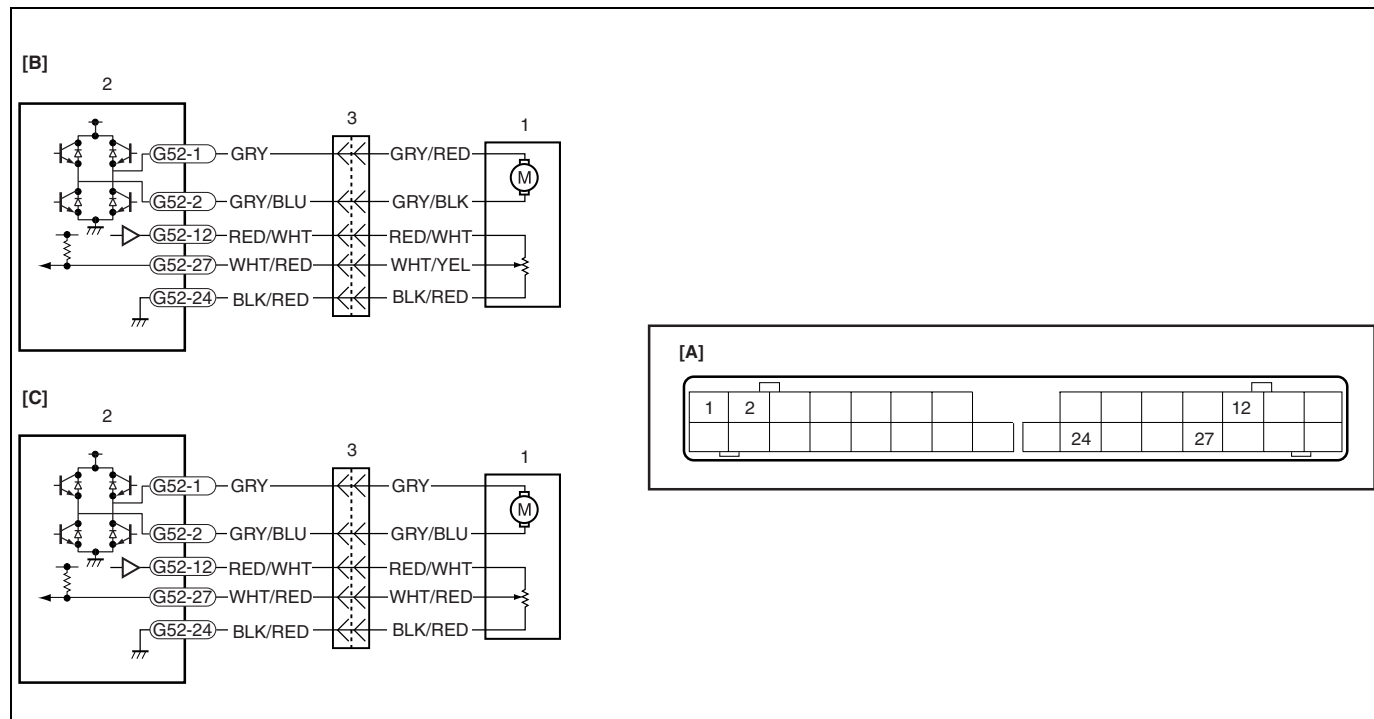 [B]
2
3
1
G52-1 GRY GRY/RED
M
G52-2 GRY/BLU GRY/BLK
G52-12 RED/WHT RED/WHT
G52-27 WHT/RED WHT/YEL
G52-24 BLK/RED BLK/RED
[A]
1 2 12
24 27
[C]
2
3
1
G52-1 GRY GRY
M
G52-2 GRY/BLU GRY/BLU
G52-12 RED/WHT RED/WHT
G52-27 WHT/RED WHT/RED
G52-24 BLK/RED BLK/RED